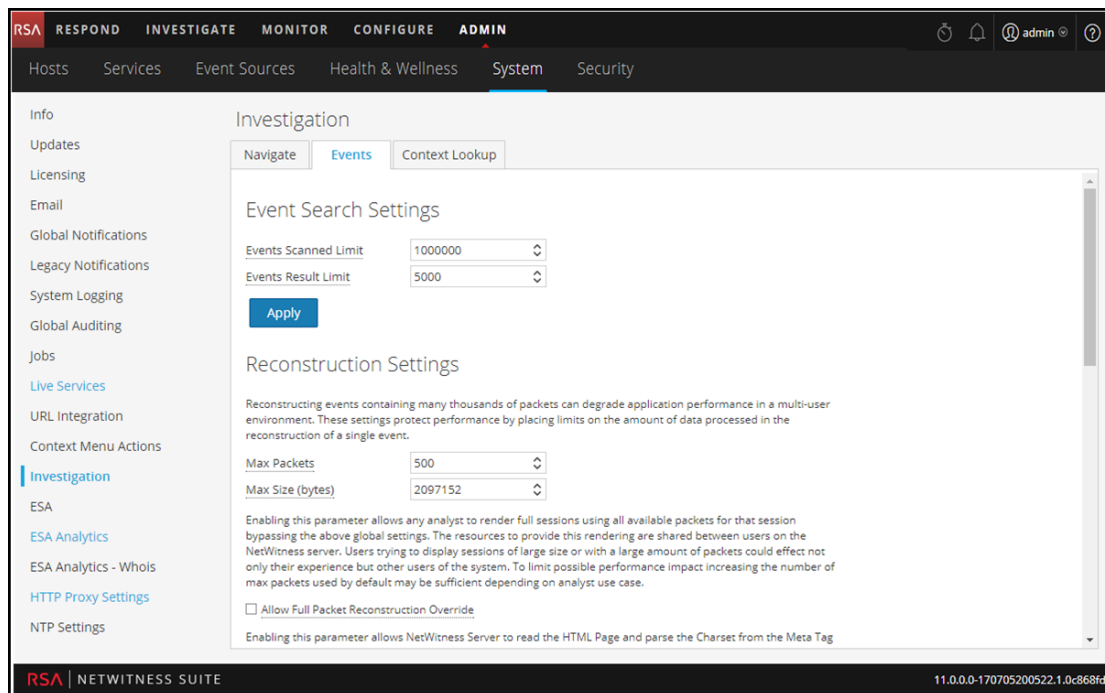 RSA RESPOND INVESTIGATE MONITOR CONFIGURE ADMIN admin ?
Hosts Services Event Sources Health & Wellness System Security
Info
Updates
Licensing
Email
Global Notifications
Legacy Notifications
System Logging
Global Auditing
Jobs
Live Services
URL Integration
Context Menu Actions
Investigation
ESA
ESA Analytics
ESA Analytics - Whois
HTTP Proxy Settings
NTP Settings
Investigation
Navigate Events Context Lookup
Event Search Settings
Events Scanned Limit 1000000
Events Result Limit 5000
Apply
Reconstruction Settings
Reconstructing events containing many thousands of packets can degrade application performance in a multi-user
environment. These settings protect performance by placing limits on the amount of data processed in the
reconstruction of a single event.
Max Packets 500
Max Size (bytes) 2097152
Enabling this parameter allows any analyst to render full sessions using all available packets for that session
bypassing the above global settings. The resources to provide this rendering are shared between users on the
NetWitness server. Users trying to display sessions of large size or with a large amount of packets could effect not
only their experience but other users of the system. To limit possible performance impact increasing the number of
max packets used by default may be sufficient depending on analyst use case.
Allow Full Packet Reconstruction Override
Enabling this parameter allows NetWitness Server to read the HTML Page and parse the Charset from the Meta Tag
RSA | NETWITNESS SUITE 11.0.0.0-170705200522.1.0c868fd